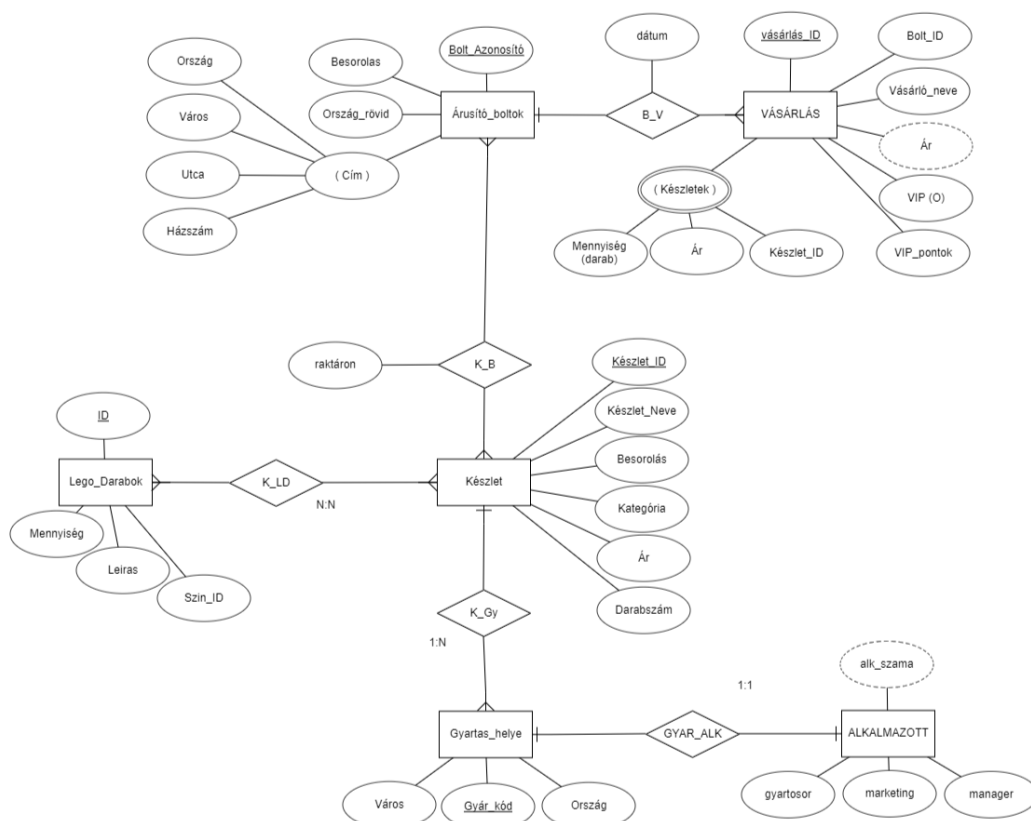 Bolt_Azonosító
dátum
vásárlás_ID
Bolt_ID
Ország
Besorolas
Vásárló_neve
Város
Ország_rövid
Árusító_boltok
B_V
VÁSÁRLÁS
Ár
Utca
( Cím )
( Készletek )
VIP (O)
Házszám
Mennyiség
(darab)
Ár
Készlet_ID
VIP_pontok
raktáron
K_B
Készlet_ID
Készlet_Neve
ID
Besorolás
Lego_Darabok
K_LD
N:N
Készlet
Kategória
Mennyiség
Leiras
Ár
Szin_ID
Darabszám
K_Gy
1:N
alk_szama
1:1
Gyartas_helye
GYAR_ALK
ALKALMAZOTT
Város
Gyár_kód
Ország
gyartosor
marketing
manager